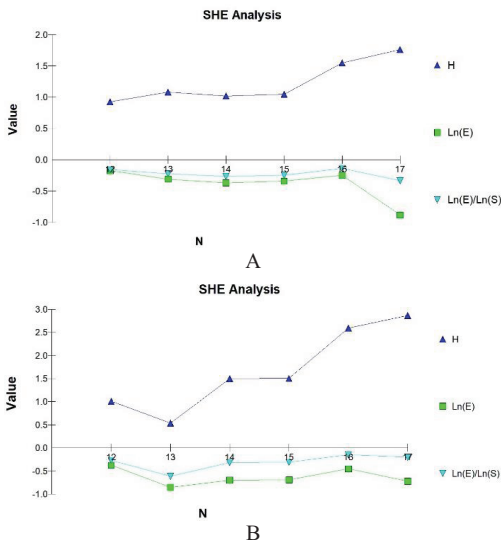 SHE Analysis
2.0
1.5
1.0
0.5
0.0
-0.5
-1.0
Value
12 13 14 15 16 17
N
H
Ln(E)
Ln(E)/Ln(S)
A
SHE Analysis
3.0
2.5
2.0
1.5
1.0
0.5
0.0
-0.5
-1.0
Value
12 13 14 15 16 17
N
H
Ln(E)
Ln(E)/Ln(S)
B